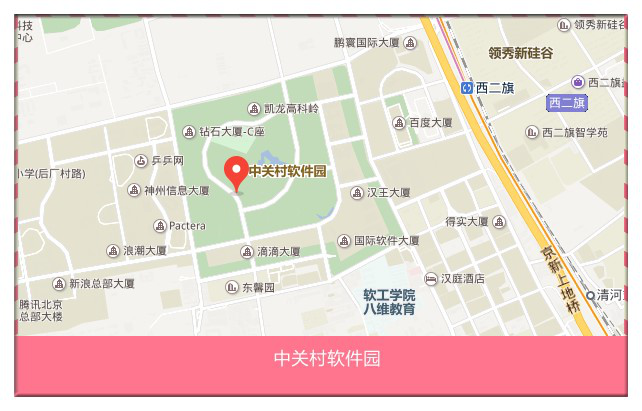 科技
中心
鹏寰国际大厦
领秀新硅谷
领秀新硅谷
西二旗
西二旗
凯龙高科岭
百度大厦
钻石大厦-C座
西二旗智学苑
乒乓网
小学(后厂村路)
中关村软件园
神州信息大厦
汉王大厦
Pactera
得实大厦
国际软件大厦
浪潮大厦
滴滴大厦
京新上地桥
新浪总部大厦
东馨园
汉庭酒店
软工学院
八维教育
清河
腾讯北京
总部大楼
中关村软件园